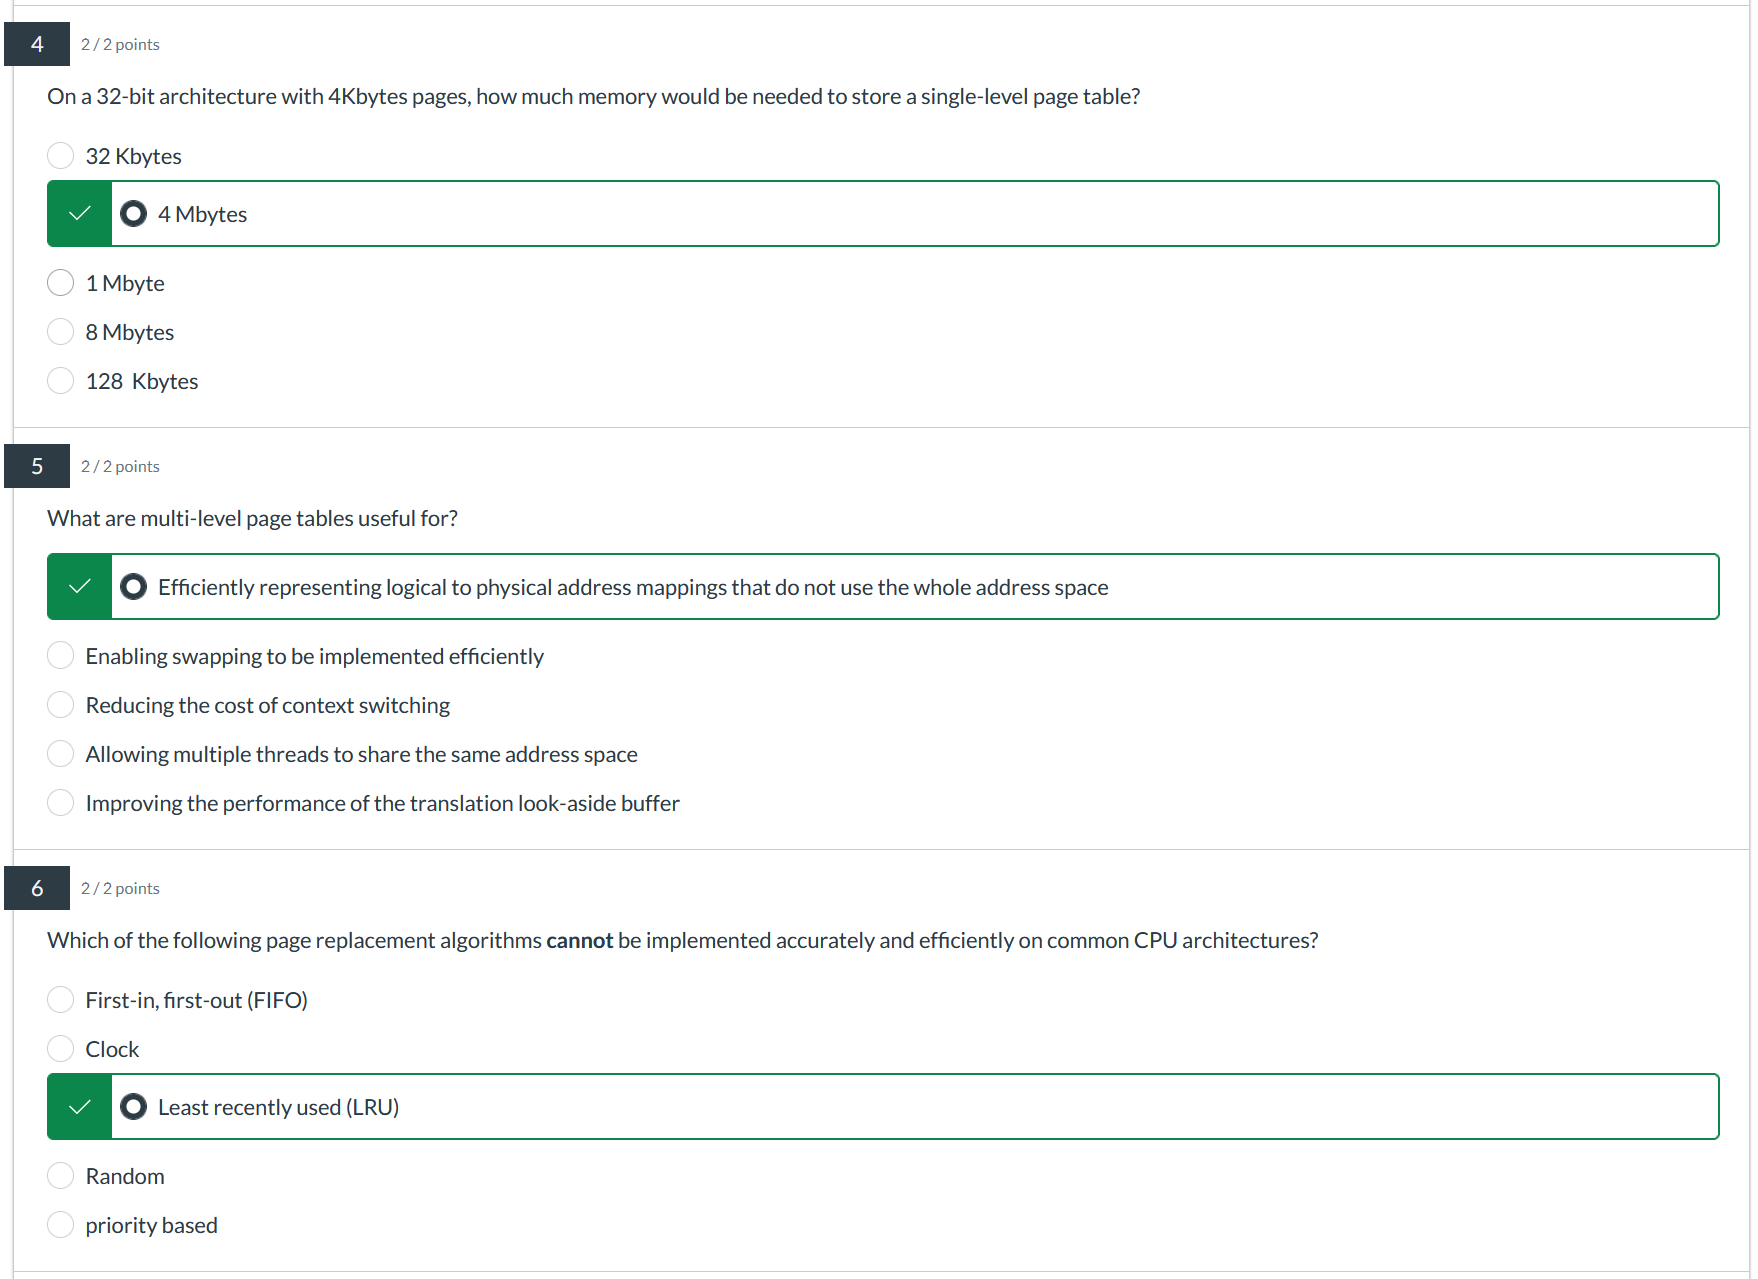 4
2 / 2 points
On a 32-bit architecture with 4Kbytes pages, how much memory would be needed to store a single-level page table?
32 Kbytes
4 Mbytes
1 Mbyte
8 Mbytes
128 Kbytes
5
2 / 2 points
What are multi-level page tables useful for?
Efficiently representing logical to physical address mappings that do not use the whole address space
Enabling swapping to be implemented efficiently
Reducing the cost of context switching
Allowing multiple threads to share the same address space
Improving the performance of the translation look-aside buffer
6
2 / 2 points
Which of the following page replacement algorithms cannot be implemented accurately and efficiently on common CPU architectures?
First-in, first-out (FIFO)
Clock
Least recently used (LRU)
Random
priority based